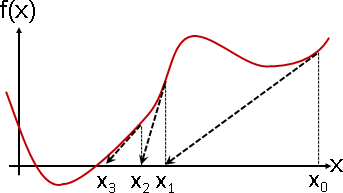 f(x)
x
x₃ x₂ x₁ x₀